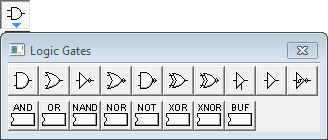 Logic Gates
AND OR NAND NOR NOT XOR XNOR BUF